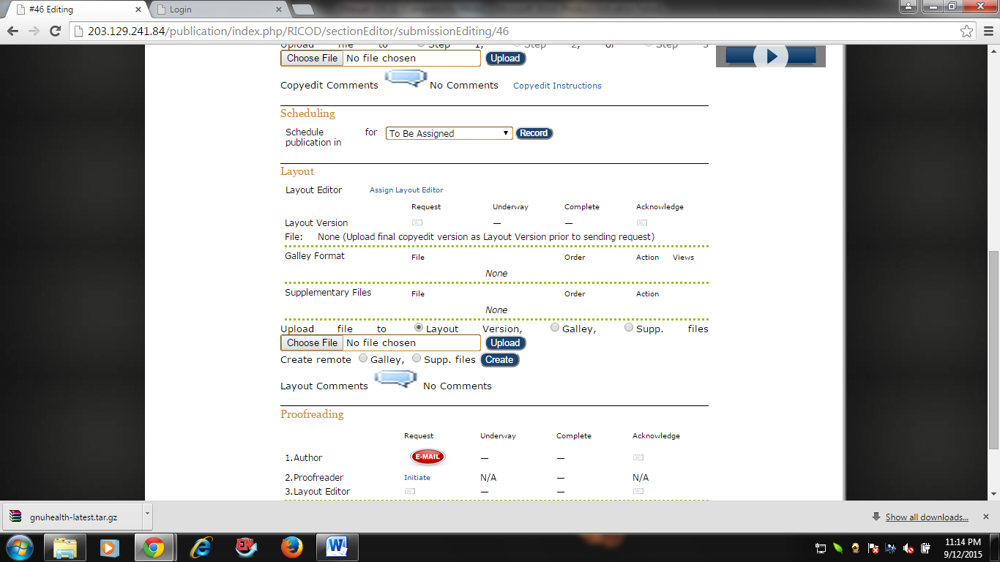 #46 Editing
Login
203.129.241.84/publication/index.php/RICOD/sectionEditor/submissionEditing/46
Upload file to Step 1, Step 2, or Step 3
Choose File No file chosen Upload
Copyedit Comments No Comments Copyedit Instructions
Scheduling
Schedule for To Be Assigned Record
publication in
Layout
Layout Editor Assign Layout Editor
Request Underway Complete Acknowledge
Layout Version — —
File: None (Upload final copyedit version as Layout Version prior to sending request)
Galley Format File Order Action Views
None
Supplementary Files File Order Action
None
Upload file to Layout Version, Galley, Supp. files
Choose File No file chosen Upload
Create remote Galley, Supp. files Create
Layout Comments No Comments
Proofreading
Request Underway Complete Acknowledge
1.Author E-MAIL — —
2.Proofreader Initiate N/A — N/A
3.Layout Editor — —
gnuhealth-latest.tar.gz Show all downloads...
EN
11:14 PM
9/12/2015